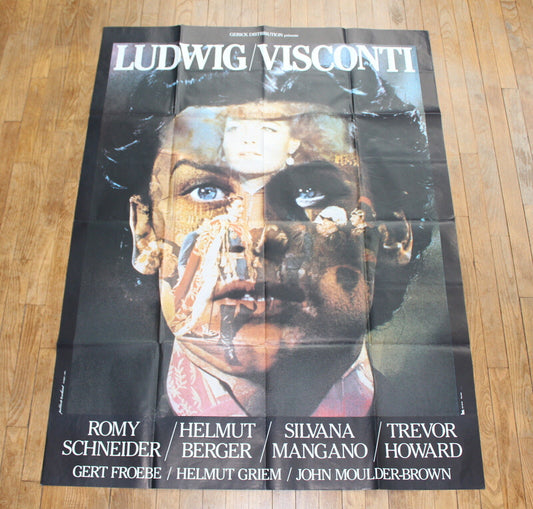 GERICK DISTRIBUTION présente
LUDWIG/VISCONTI
ROMY SCHNEIDER / HELMUT BERGER / SILVANA MANGANO / TREVOR HOWARD
GERT FROEBE / HELMUT GRIEM / JOHN MOULDER-BROWN